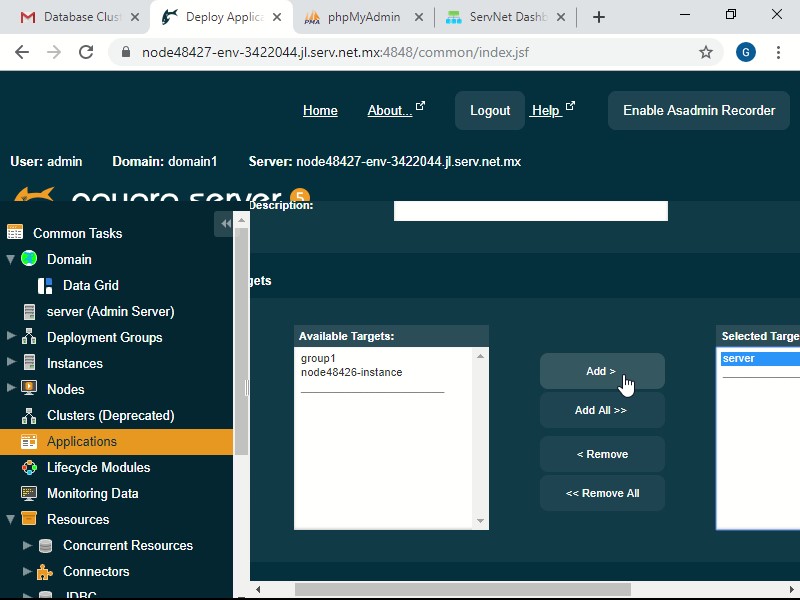 Database Clust
Deploy Applica
phpMyAdmin
ServNet Dashb
node48427-env-3422044.jl.serv.net.mx:4848/common/index.jsf
G
Home
About...
Logout
Help
Enable Asadmin Recorder
User: admin
Domain: domain1
Server: node48427-env-3422044.jl.serv.net.mx
payara server 5
Description:
Common Tasks
Domain
Data Grid
server (Admin Server)
Deployment Groups
Instances
Nodes
Clusters (Deprecated)
Applications
Lifecycle Modules
Monitoring Data
Resources
Concurrent Resources
Connectors
JDBC
gets
Available Targets:
group1
node48426-instance
Add >
Add All >>
< Remove
<< Remove All
Selected Targe
server